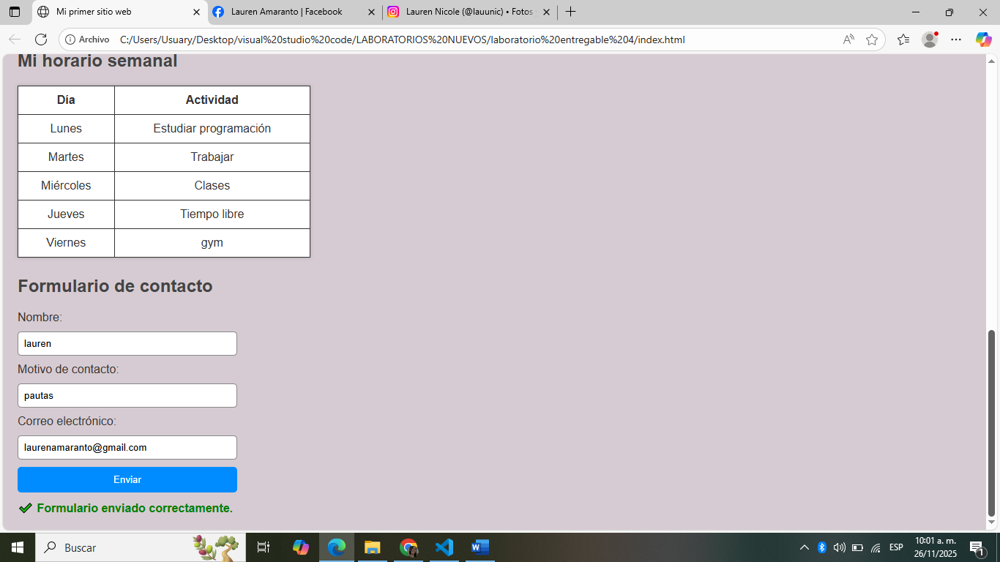 Mi primer sitio web
Lauren Amaranto | Facebook
Lauren Nicole (@lauunic) • Fotos
Archivo
C:/Users/Usuary/Desktop/visual%20studio%20code/LABORATORIOS%20NUEVOS/laboratorio%20entregable%204/index.html
Mi horario semanal
Día Actividad
Lunes Estudiar programación
Martes Trabajar
Miércoles Clases
Jueves Tiempo libre
Viernes gym
Formulario de contacto
Nombre:
lauren
Motivo de contacto:
pautas
Correo electrónico:
laurenamaranto@gmail.com
Enviar
✔ Formulario enviado correctamente.
Buscar
ESP
10:01 a. m.
26/11/2025
1